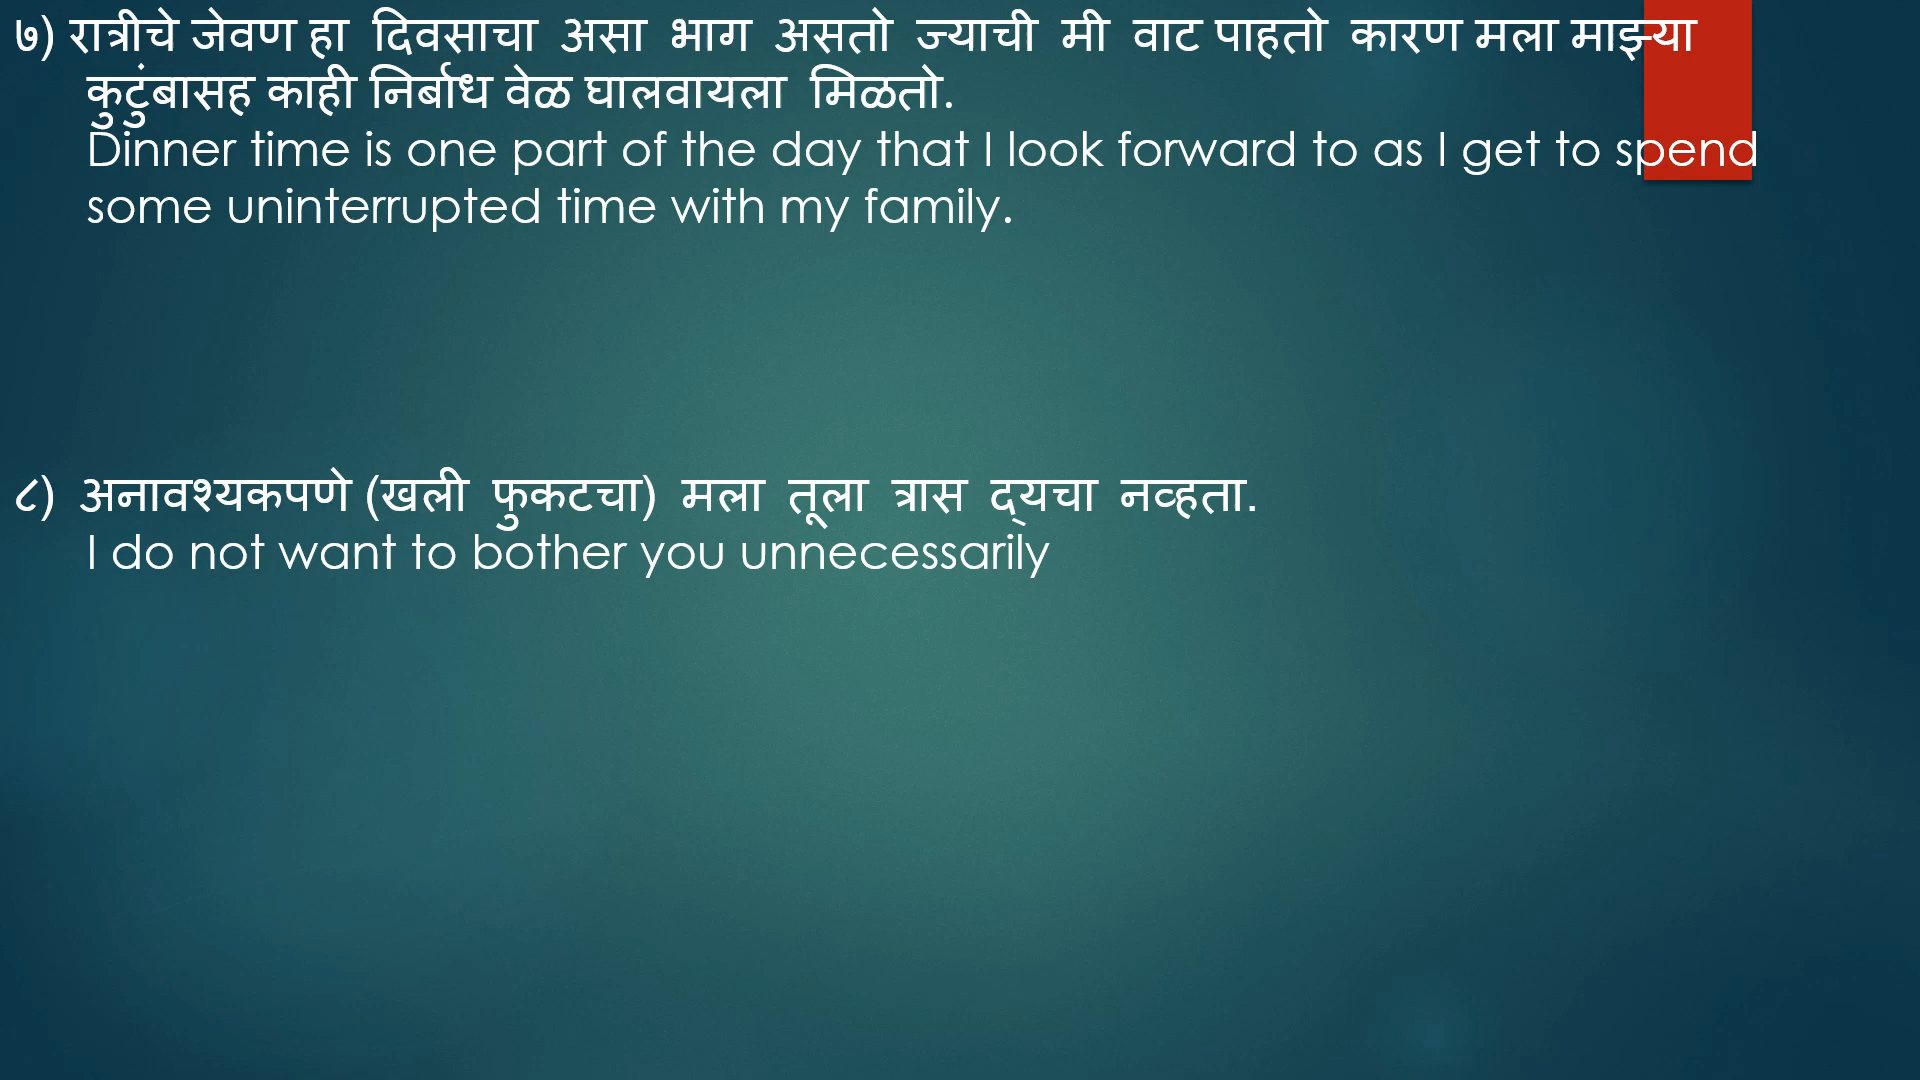 ७) रात्रीचे जेवण हा दिवसाचा असा भाग असतो ज्याची मी वाट पाहतो कारण मला माझ्या
कुटुंबासह काही निर्बाध वेळ घालवायला मिळतो.
Dinner time is one part of the day that I look forward to as I get to spend
some uninterrupted time with my family.
८) अनावश्यकपणे (खली फुकटचा) मला तूला त्रास द्यचा नव्हता.
I do not want to bother you unnecessarily